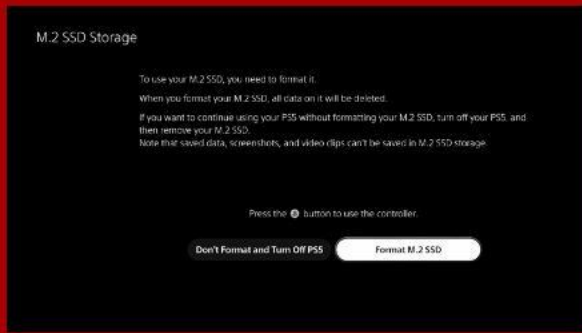 M.2 SSD Storage
To use your M.2 SSD, you need to format it.
When you format your M.2 SSD, all data on it will be deleted.
If you want to continue using your PS5 without formatting your M.2 SSD, turn off your PS5, and
then remove your M.2 SSD.
Note that saved data, screenshots, and video clips can't be saved in M.2 SSD storage.
Press the button to use the controller.
Don't Format and Turn Off PS5
Format M.2 SSD